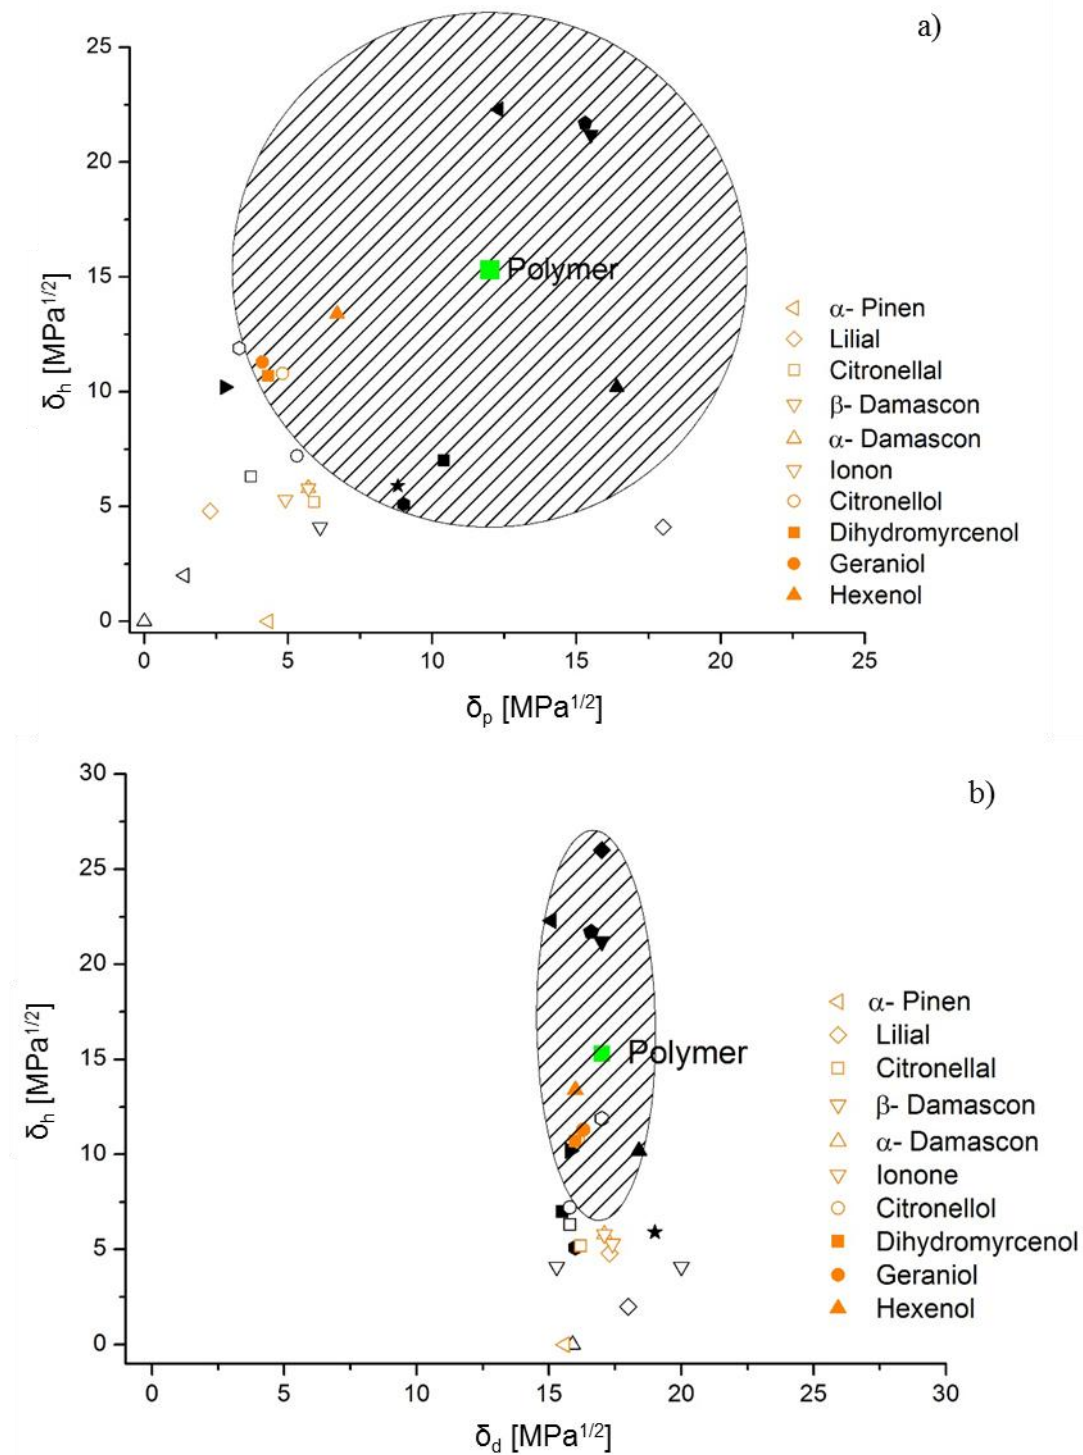 a)
25
20
15
10
5
0
δh [MPa1/2]
Polymer
α- Pinen
Lilial
Citronellal
β- Damascon
α- Damascon
Ionon
Citronellol
Dihydromyrcenol
Geraniol
Hexenol
0 5 10 15 20 25
δp [MPa1/2]
b)
30
25
20
15
10
5
0
δh [MPa1/2]
Polymer
α- Pinen
Lilial
Citronellal
β- Damascon
α- Damascon
Ionone
Citronellol
Dihydromyrcenol
Geraniol
Hexenol
0 5 10 15 20 25 30
δd [MPa1/2]